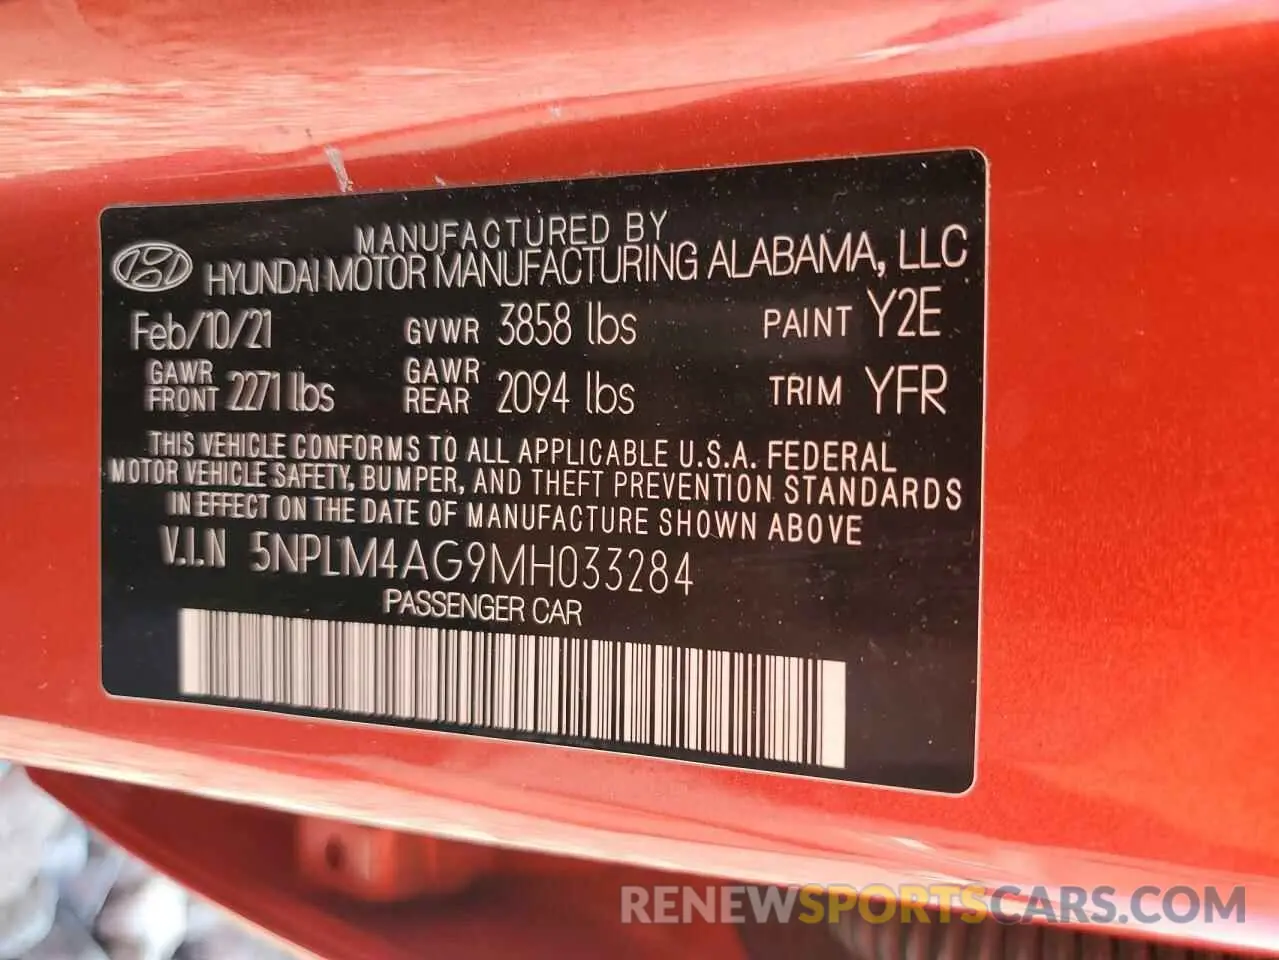 MANUFACTURED BY
HYUNDAI MOTOR MANUFACTURING ALABAMA, LLC
Feb/10/21 GVWR 3858 lbs PAINT Y2E
GAWR FRONT 2271 lbs GAWR REAR 2094 lbs TRIM YFR
THIS VEHICLE CONFORMS TO ALL APPLICABLE U.S.A. FEDERAL
MOTOR VEHICLE SAFETY, BUMPER, AND THEFT PREVENTION STANDARDS
IN EFFECT ON THE DATE OF MANUFACTURE SHOWN ABOVE
V.I.N 5NPLM4AG9MH033284
PASSENGER CAR
RENEWSPORTSCARS.COM